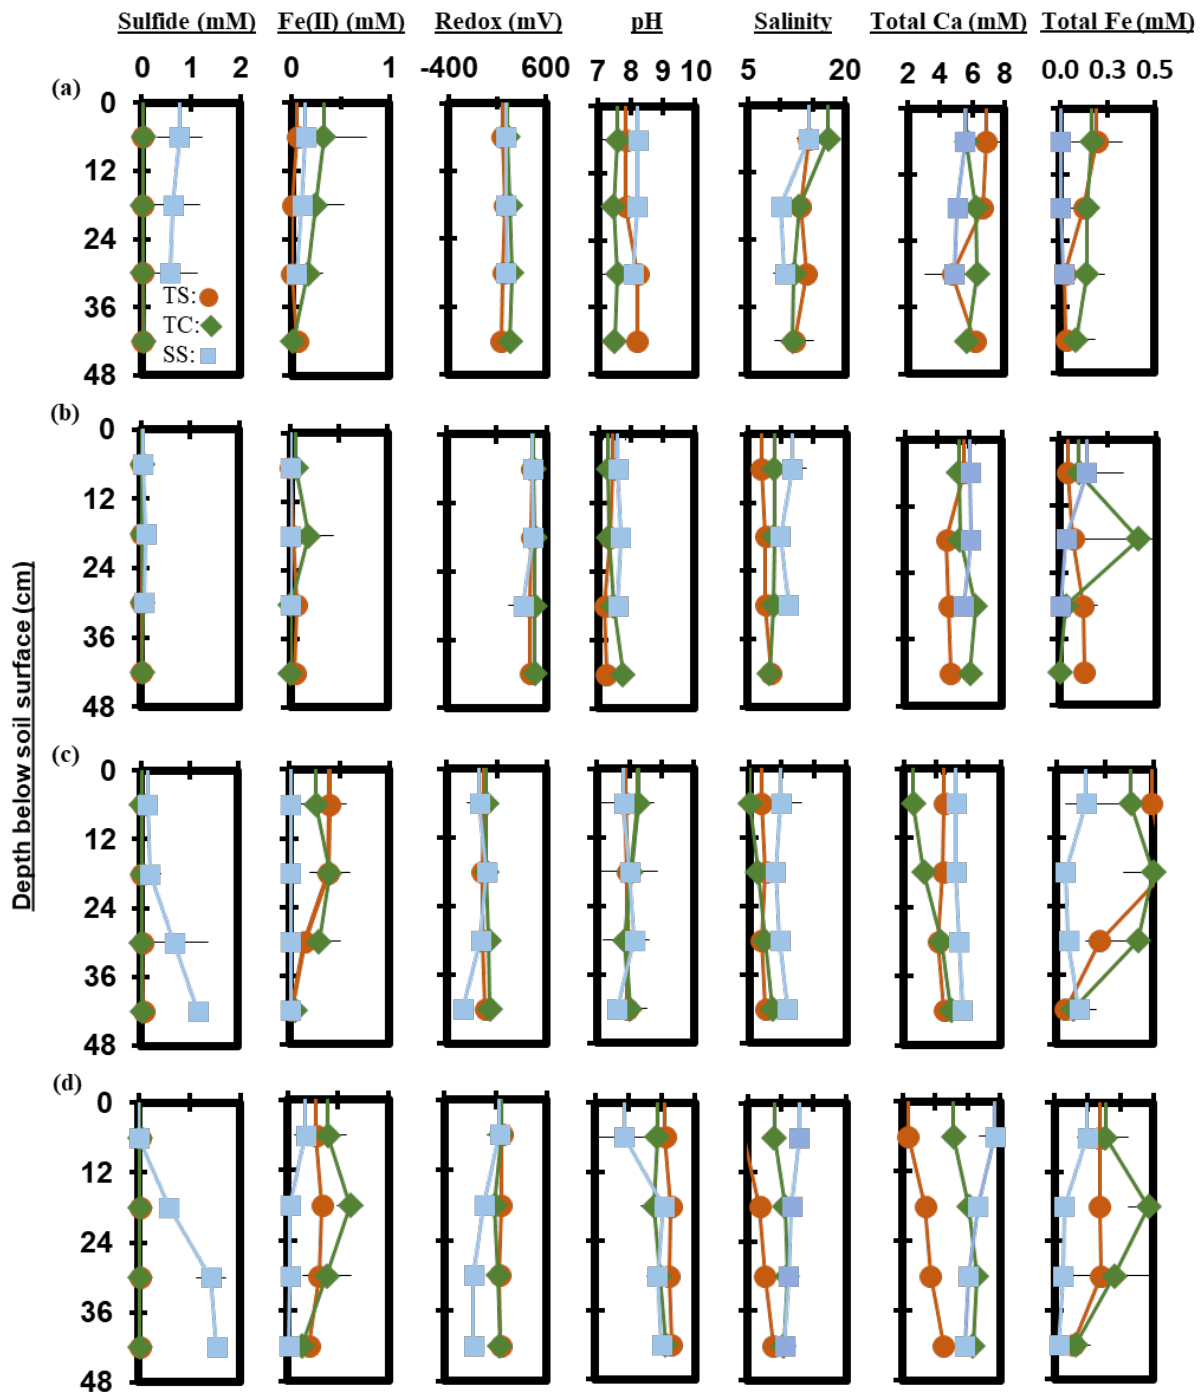 Sulfide (mM) Fe(II) (mM) Redox (mV) pH Salinity Total Ca (mM) Total Fe (mM)
0 1 2 0 1 -400 600 7 8 9 10 5 20 2 4 6 8 0.0 0.3 0.5
(a)
0
12
24
36
48
TS:
TC:
SS:
(b)
0
12
24
36
48
Depth below soil surface (cm)
(c)
0
12
24
36
48
(d)
0
12
24
36
48